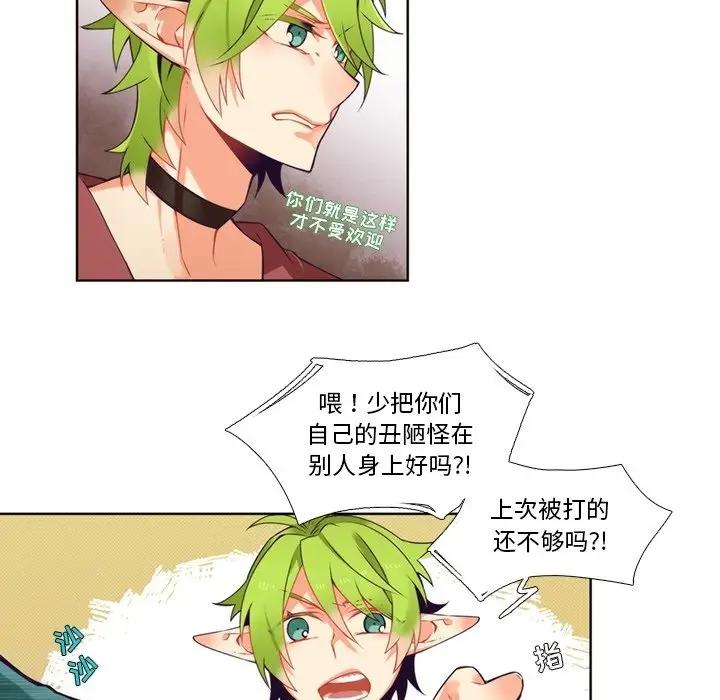 你们就是这样
才不受欢迎
喂！少把你们
自己的丑陋怪在
别人身上好吗?!
上次被打的
还不够吗?!
沙沙
指